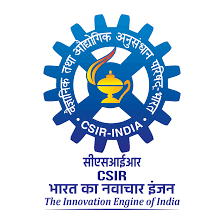 वैज्ञानिक तथा औद्योगिक अनुसंधान परिषद-भारत
CSIR-INDIA
सीएसआईआर
CSIR
भारत का नवाचार इंजन
The Innovation Engine of India